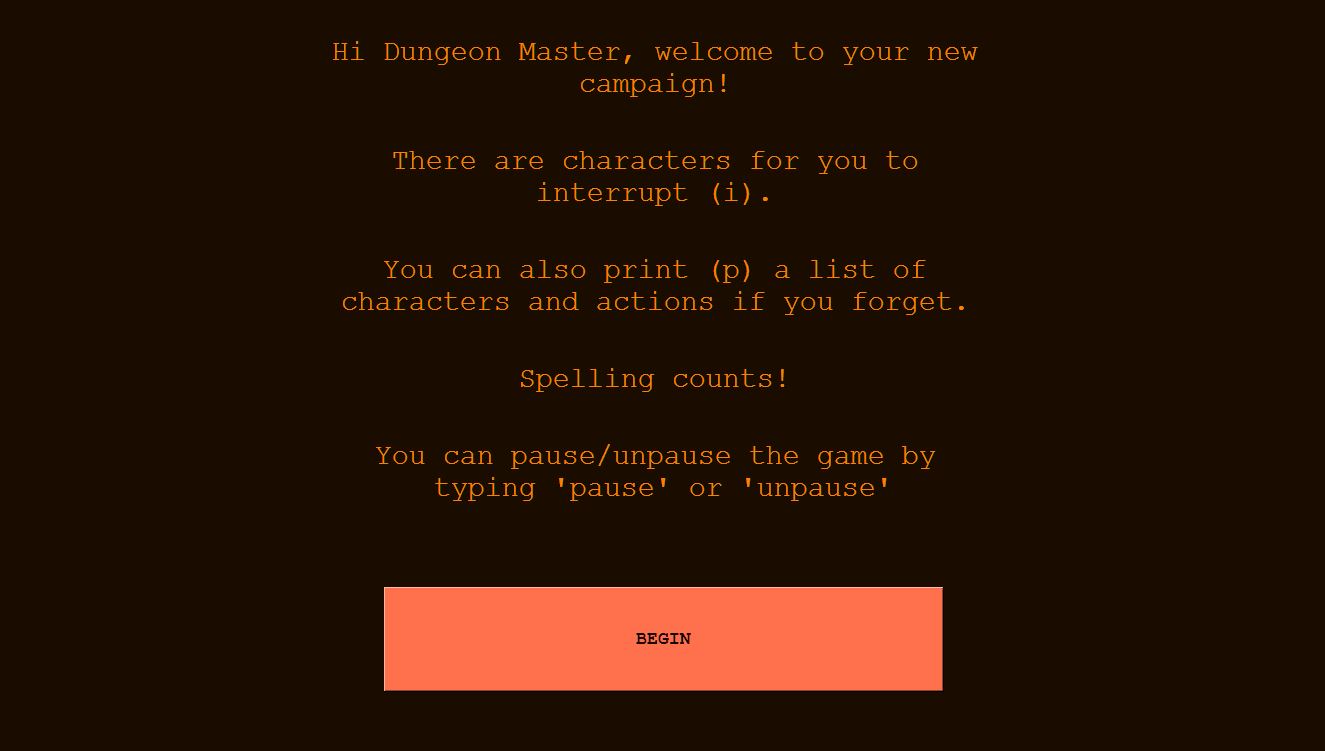 Hi Dungeon Master, welcome to your new
campaign!
There are characters for you to
interrupt (i).
You can also print (p) a list of
characters and actions if you forget.
Spelling counts!
You can pause/unpause the game by
typing 'pause' or 'unpause'
BEGIN